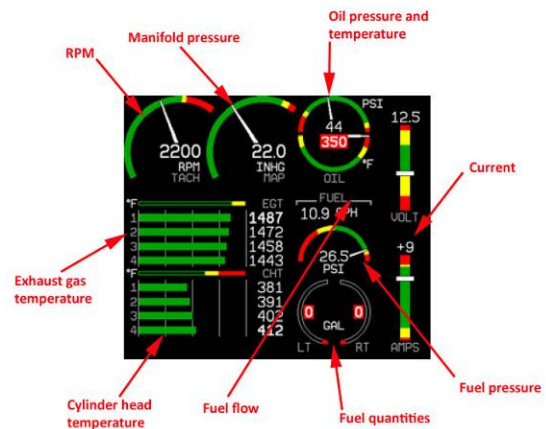 Oil pressure and
temperature
Manifold pressure
RPM
PSI
12.5
44
350
2200
RPM
TACH
22.0
INHG
MAP
°F
OIL
Current
VOLT
°F
EGT
1 1487
2 1472
3 1458
4 1443
FUEL
10.9 GPH
+9
26.5
PSI
Exhaust gas
temperature
°F
CHT
1 381
2 391
3 402
4 412
0
0
GAL
LT
RT
AMPS
Fuel pressure
Cylinder head
temperature
Fuel flow
Fuel quantities